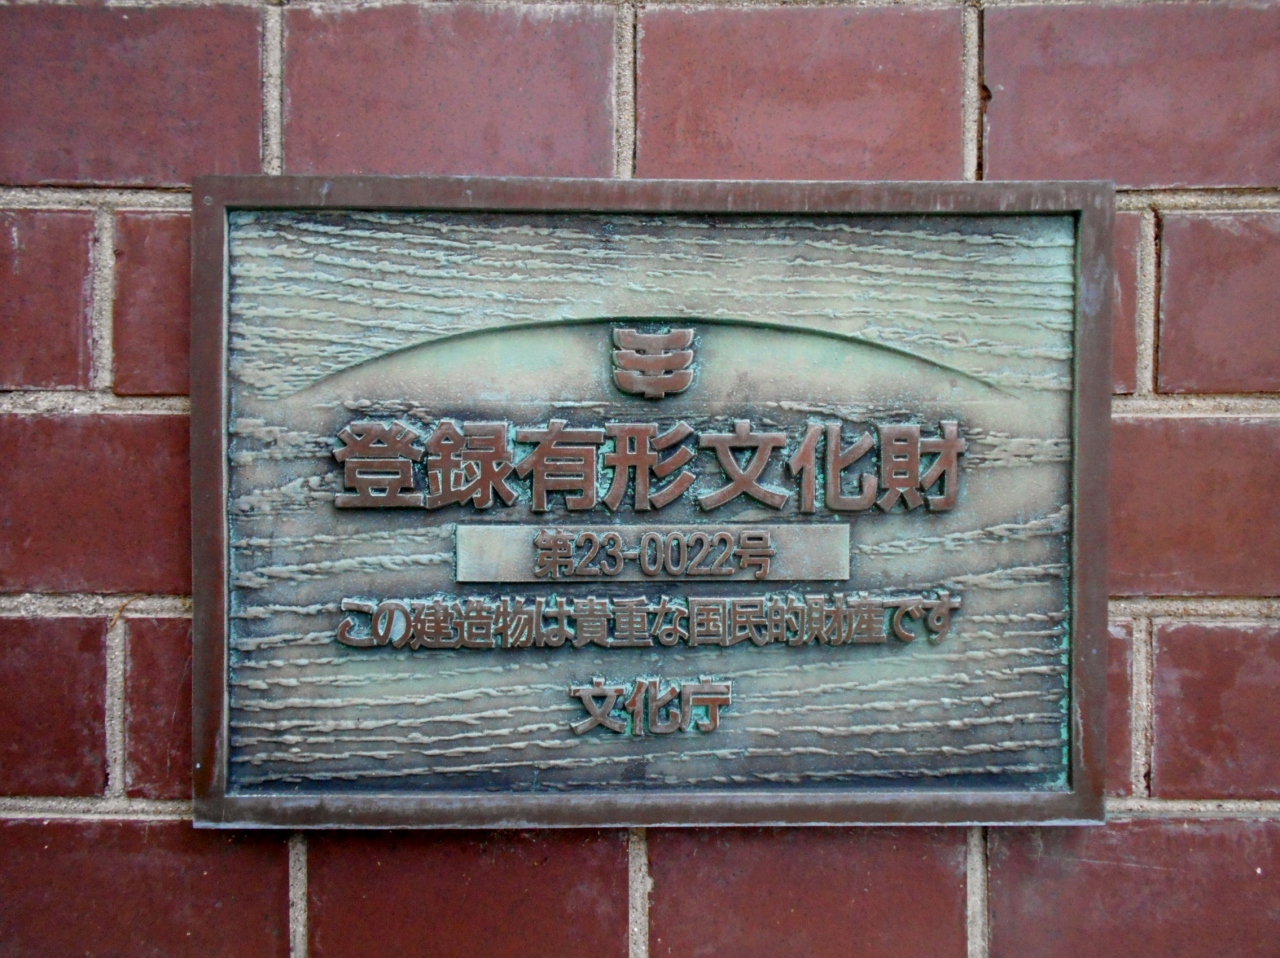 登録有形文化財
第23-0022号
この建造物は貴重な国民的財産です
文化庁